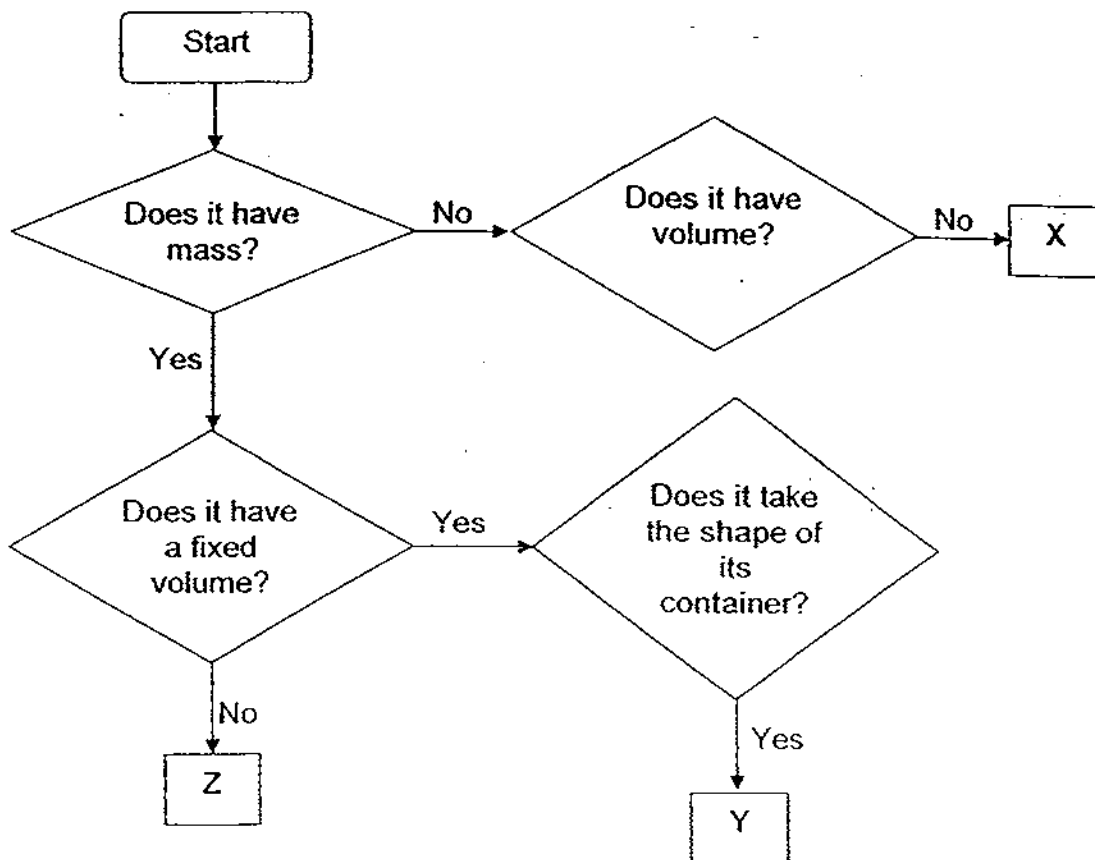 Start
Does it have
mass?
No
Does it have
volume?
No
X
Yes
Does it have
a fixed
volume?
Yes
Does it take
the shape of
its
container?
No
Z
Yes
Y